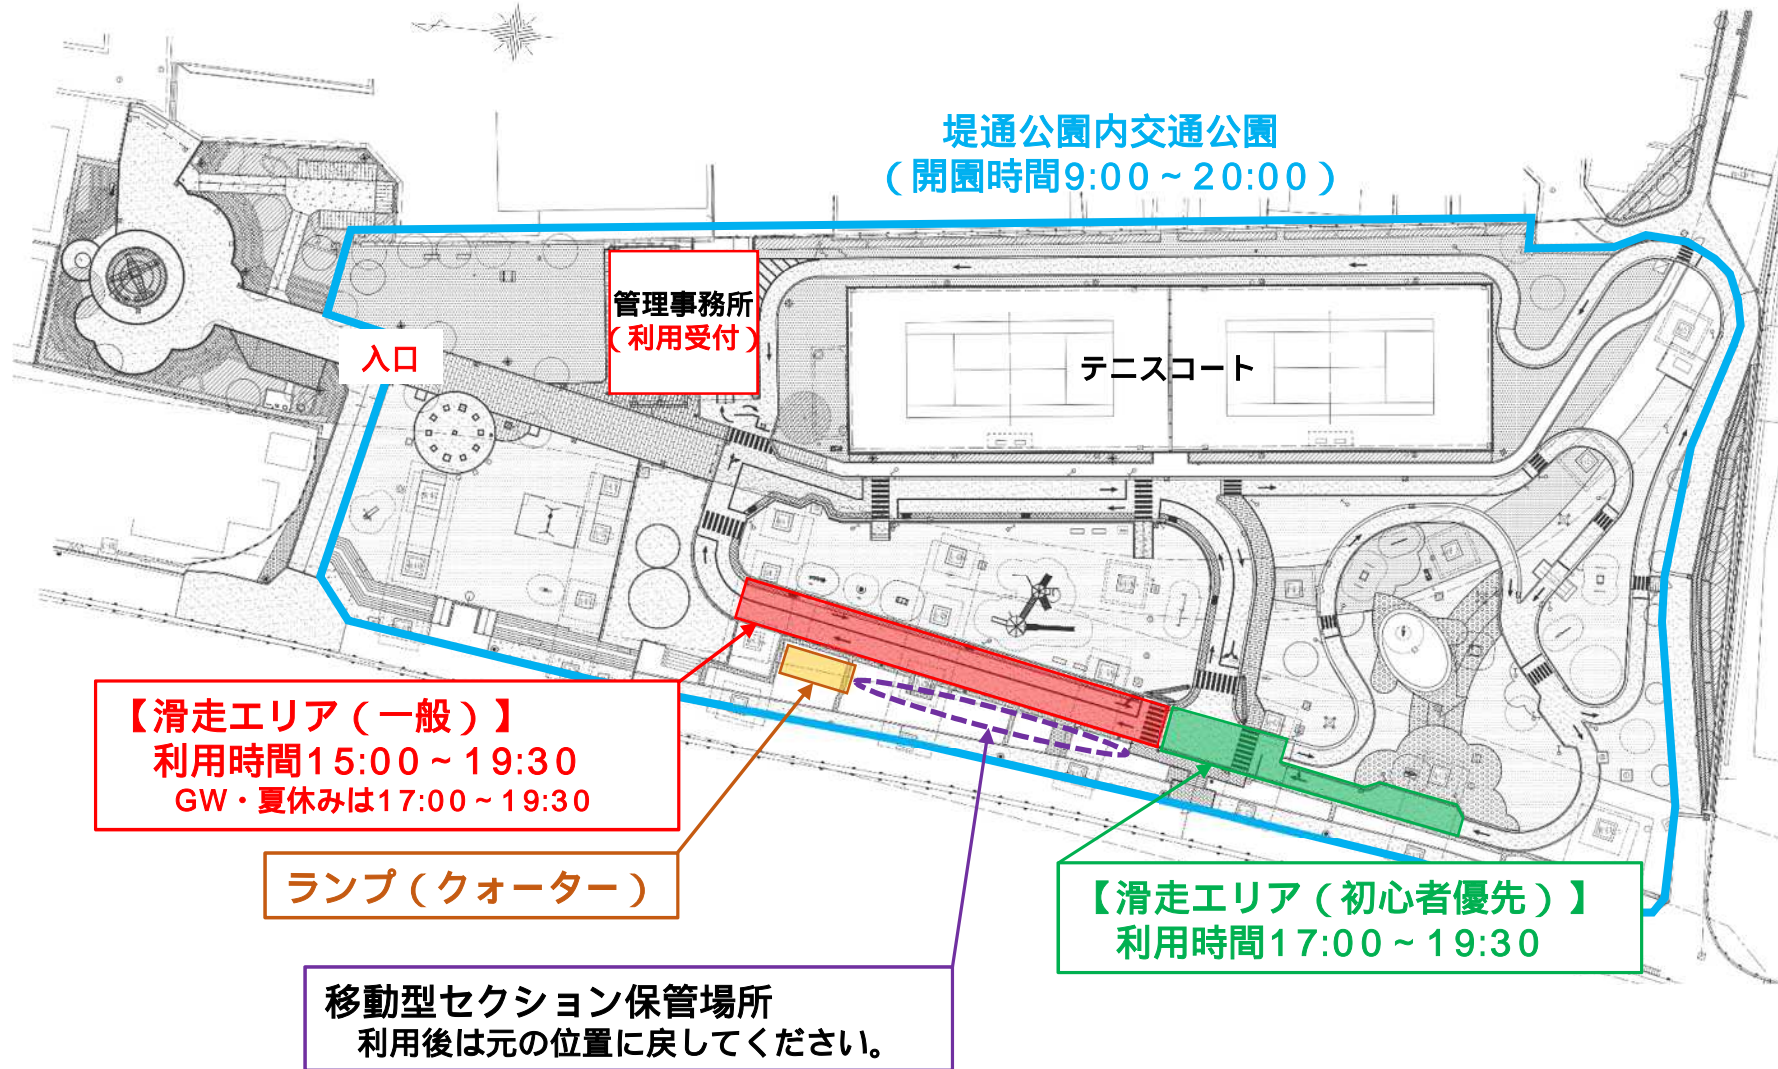 堤通公園内交通公園
（開園時間9:00～20:00）
管理事務所
（利用受付）
入口
テニスコート
【滑走エリア（一般）】
利用時間15:00～19:30
GW・夏休みは17:00～19:30
ランプ（クォーター）
【滑走エリア（初心者優先）】
利用時間17:00～19:30
移動型セクション保管場所
利用後は元の位置に戻してください。